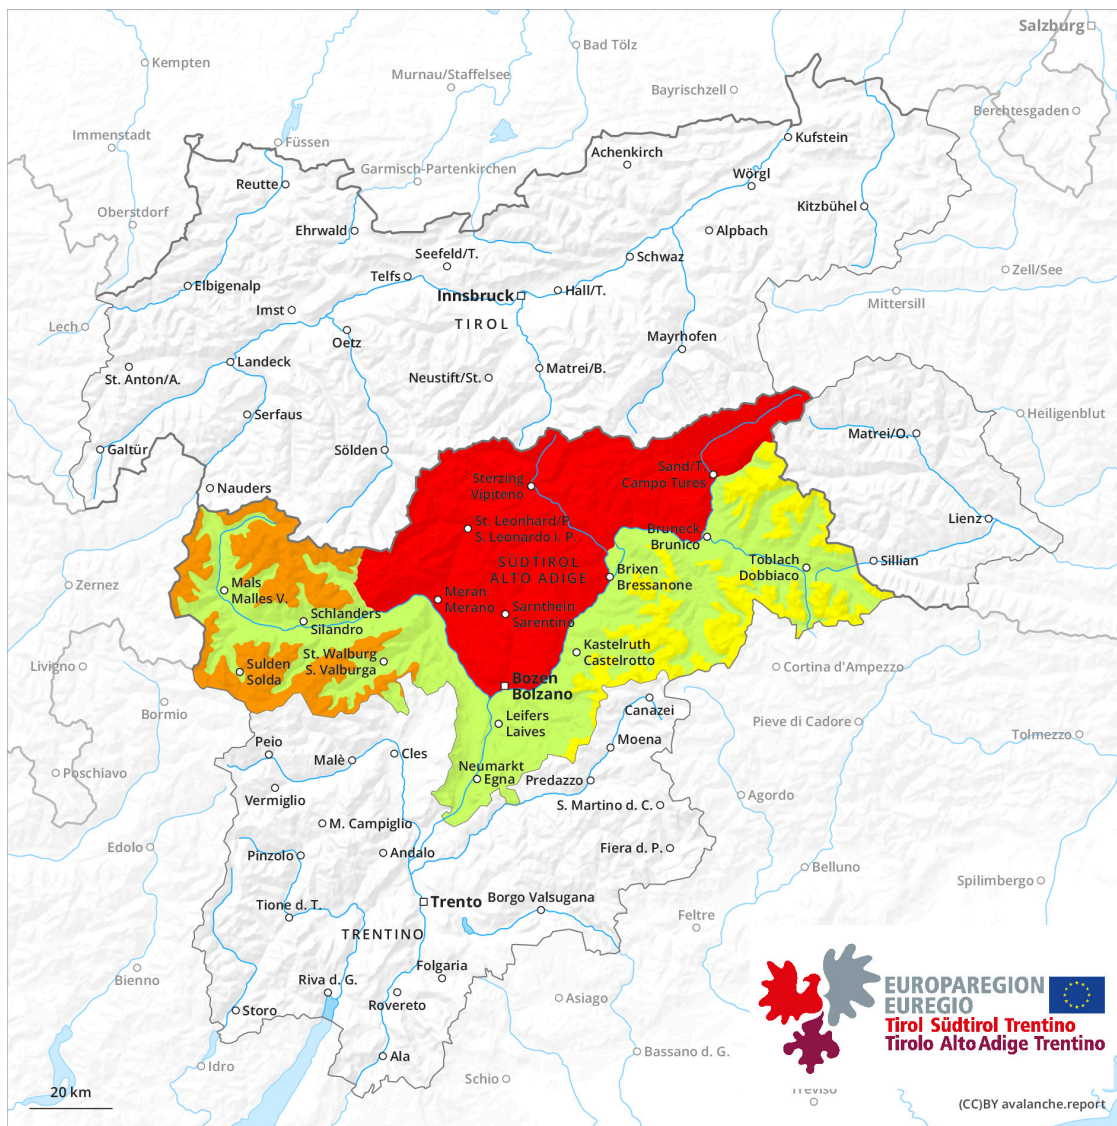 Salzburg
Bad Tölz
Kempten
Murnau/Staffelsee
Bayrischzell
Berchtesgaden
Immenstadt
Füssen
Kufstein
Achenkirch
Garmisch-Partenkirchen
Wörgl
Reutte
Oberstdorf
Kitzbühel
Ehrwald
Alpbach
Seefeld/T.
Schwaz
Zell/See
Telfs
Elbigenalp
Hall/T.
Innsbruck
Mittersill
Imst
TIROL
Lech
Oetz
Mayrhofen
Landeck
Matrei/B.
St. Anton/A.
Neustift/St.
Serfaus
Heiligenblut
Matrei/O.
Galtür
Sölden
Sand/T.
Campo Tures
Sterzing
Vipiteno
Nauders
Lienz
St. Leonhard/P.
S. Leonardo i. P.
Bruneck
Brunico
Toblach
Dobbiaco
Sillian
SÜDTIROL
ALTO ADIGE
Brixen
Bressanone
Zernez
Mals
Malles V.
Meran
Merano
Sarnthein
Sarentino
Schlanders
Silandro
Kastelruth
Castelrotto
St. Walburg
S. Valburga
Livigno
Sulden
Solda
Cortina d'Ampezzo
Bozen
Bolzano
Canazei
Bormio
Leifers
Laives
Pieve di Cadore
Tolmezzo
Peio
Moena
Malè
Cles
Poschiavo
Neumarkt
Egna
Predazzo
Vermiglio
Agordo
S. Martino d. C.
M. Campiglio
Edolo
Pinzolo
Andalo
Fiera d. P.
Belluno
Spilimbergo
Trento
Borgo Valsugana
Tione d. T.
Feltre
TRENTINO
Folgaria
Bienno
Riva d. G.
Rovereto
Asiago
Storo
EUROPAREGION
EUREGIO
Tirol Südtirol Trentino
Tirolo Alto Adige Trentino
Ala
Bassano d. G.
Idro
Schio
20 km
Treviso
(CC)BY avalanche.report